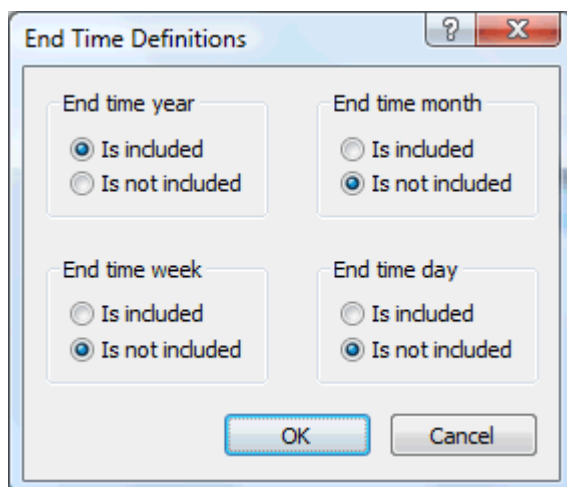 End Time Definitions
?
X
End time year
Is included
Is not included
End time month
Is included
Is not included
End time week
Is included
Is not included
End time day
Is included
Is not included
OK
Cancel